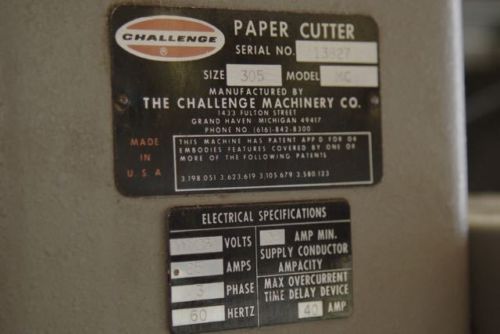 CHALLENGE
PAPER CUTTER
SERIAL NO. 13827
SIZE 305 MODEL MC
MANUFACTURED BY
THE CHALLENGE MACHINERY CO.
1433 FULTON STREET
GRAND HAVEN MICHIGAN 49417
PHONE NO (616)-842-8300
MADE
IN
U.S.A
THIS MACHINE HAS PATENT APP'D FOR OR
EMBODIES FEATURES COVERED BY ONE OR
MORE OF THE FOLLOWING PATENTS
3.198.051 3.623.619 3.105.679 3.580.123
ELECTRICAL SPECIFICATIONS
VOLTS
AMPS
3 PHASE
60 HERTZ
AMP MIN.
SUPPLY CONDUCTOR
AMPACITY
MAX OVERCURRENT
TIME DELAY DEVICE
40 AMP